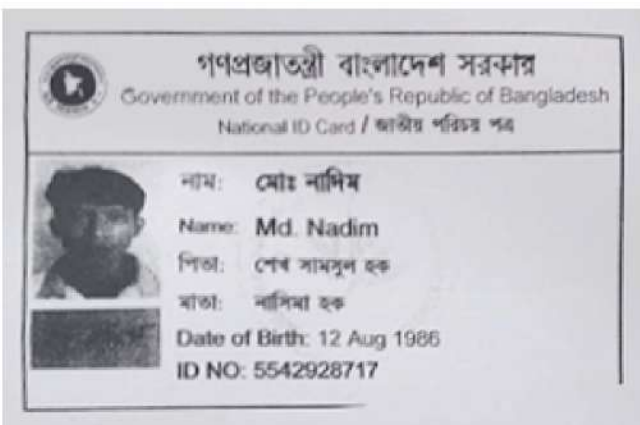 গণপ্রজাতন্ত্রী বাংলাদেশ সরকার
Government of the People's Republic of Bangladesh
National ID Card / জাতীয় পরিচয় পত্র
নাম: মোঃ নাদিম
Name: Md. Nadim
পিতা: শেখ সামসুল হক
মাতা: নাসিমা হক
Date of Birth: 12 Aug 1986
ID NO: 5542928717